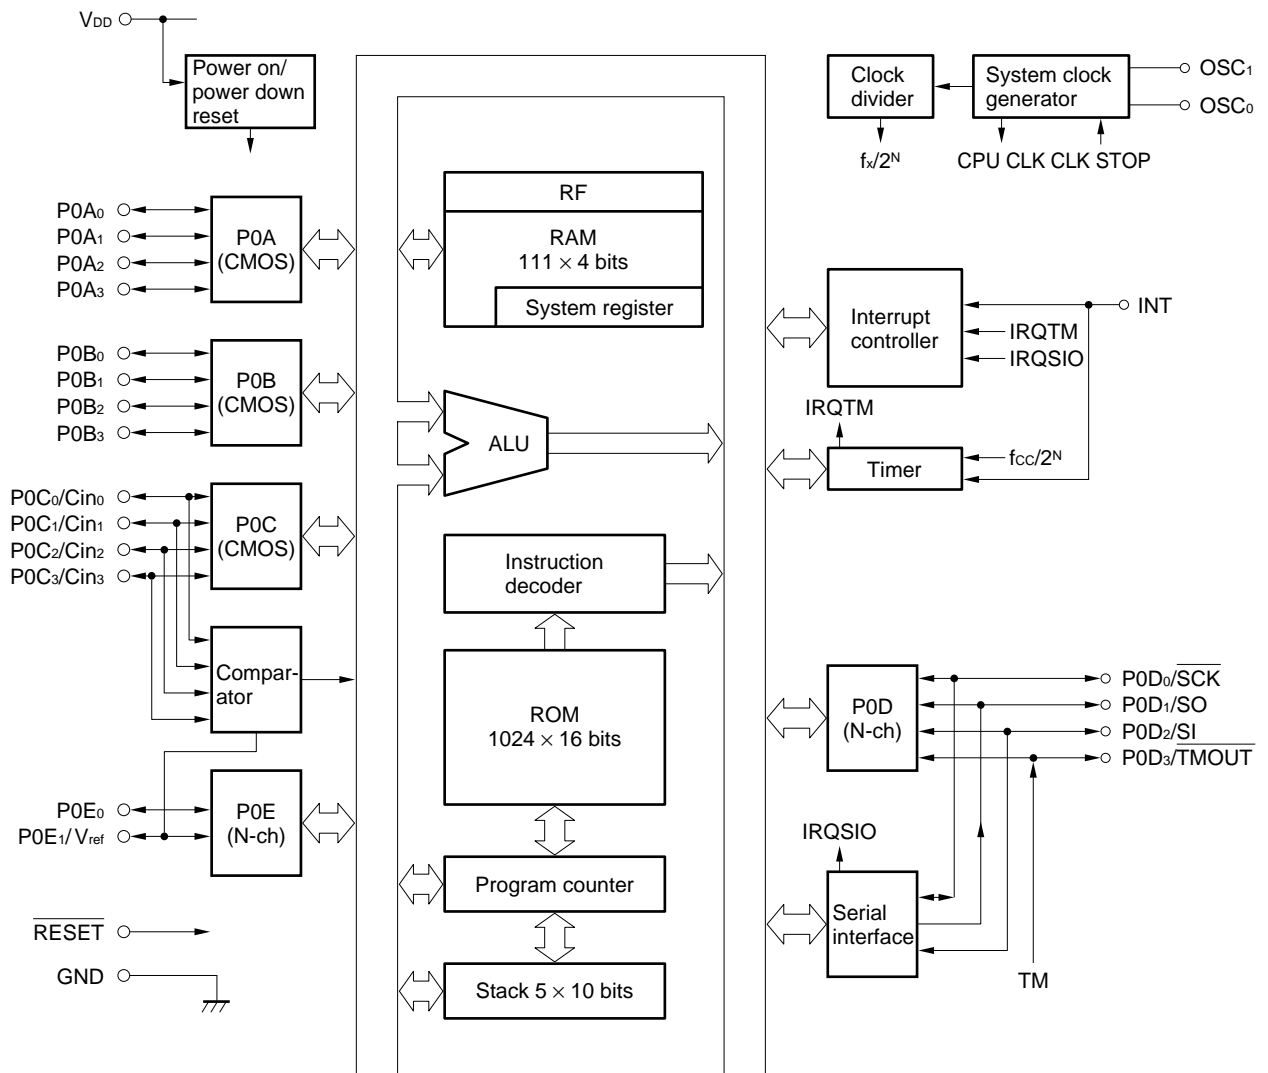 VDD
Power on/
power down
reset
P0A0
P0A1
P0A2
P0A3
P0A
(CMOS)
P0B0
P0B1
P0B2
P0B3
P0B
(CMOS)
P0C0/Cin0
P0C1/Cin1
P0C2/Cin2
P0C3/Cin3
P0C
(CMOS)
Compar-
ator
P0E0
P0E1/Vref
P0E
(N-ch)
RESET
GND
RF
RAM
111 × 4 bits
System register
ALU
Instruction
decoder
ROM
1024 × 16 bits
Program counter
Stack 5 × 10 bits
Clock
divider
System clock
generator
OSC1
OSC0
fx/2N
CPU CLK CLK STOP
Interrupt
controller
INT
IRQTM
IRQSIO
IRQTM
Timer
fCC/2N
P0D
(N-ch)
P0D0/SCK
P0D1/SO
P0D2/SI
P0D3/TMOUT
IRQSIO
Serial
interface
TM